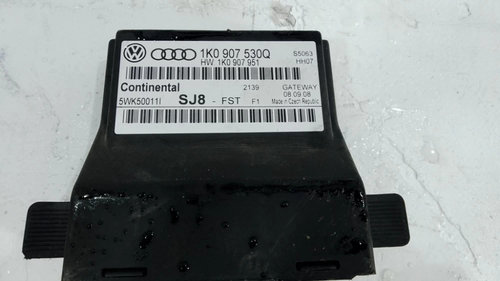 1K0 907 530Q
S5063
HW. 1K0 907 951
HH07
Continental
2139
GATEWAY
08.09.08
5WK50011I
SJ8 - FST F1
Made in Czech Republic